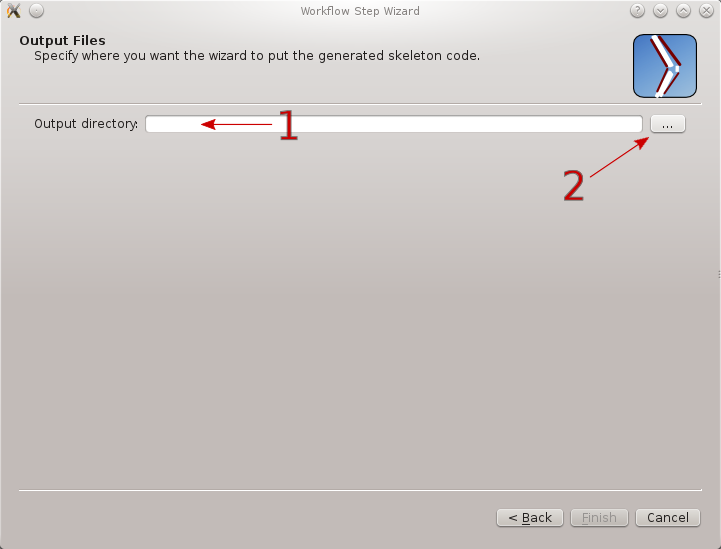 Workflow Step Wizard
Output Files
Specify where you want the wizard to put the generated skeleton code.
Output directory:
...
1
2
< Back
Finish
Cancel